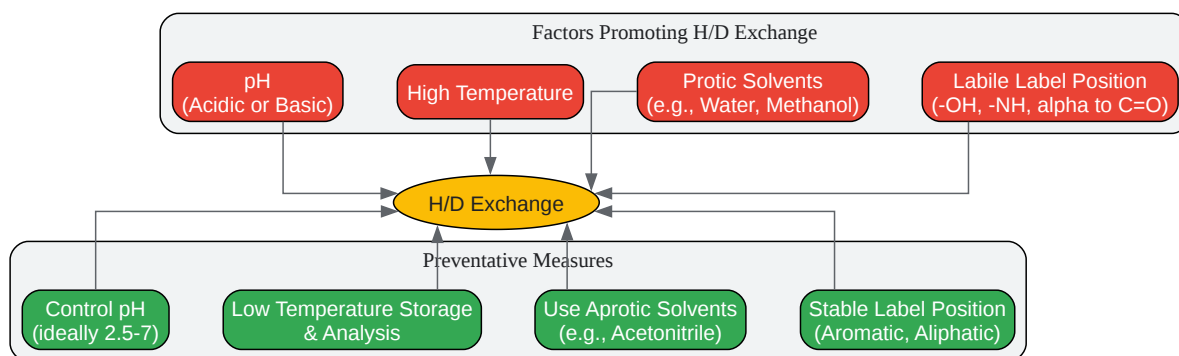 Factors Promoting H/D Exchange
pH
(Acidic or Basic)
High Temperature
Protic Solvents
(e.g., Water, Methanol)
Labile Label Position
(-OH, -NH, alpha to C=O)
H/D Exchange
Preventative Measures
Control pH
(ideally 2.5-7)
Low Temperature Storage
& Analysis
Use Aprotic Solvents
(e.g., Acetonitrile)
Stable Label Position
(Aromatic, Aliphatic)